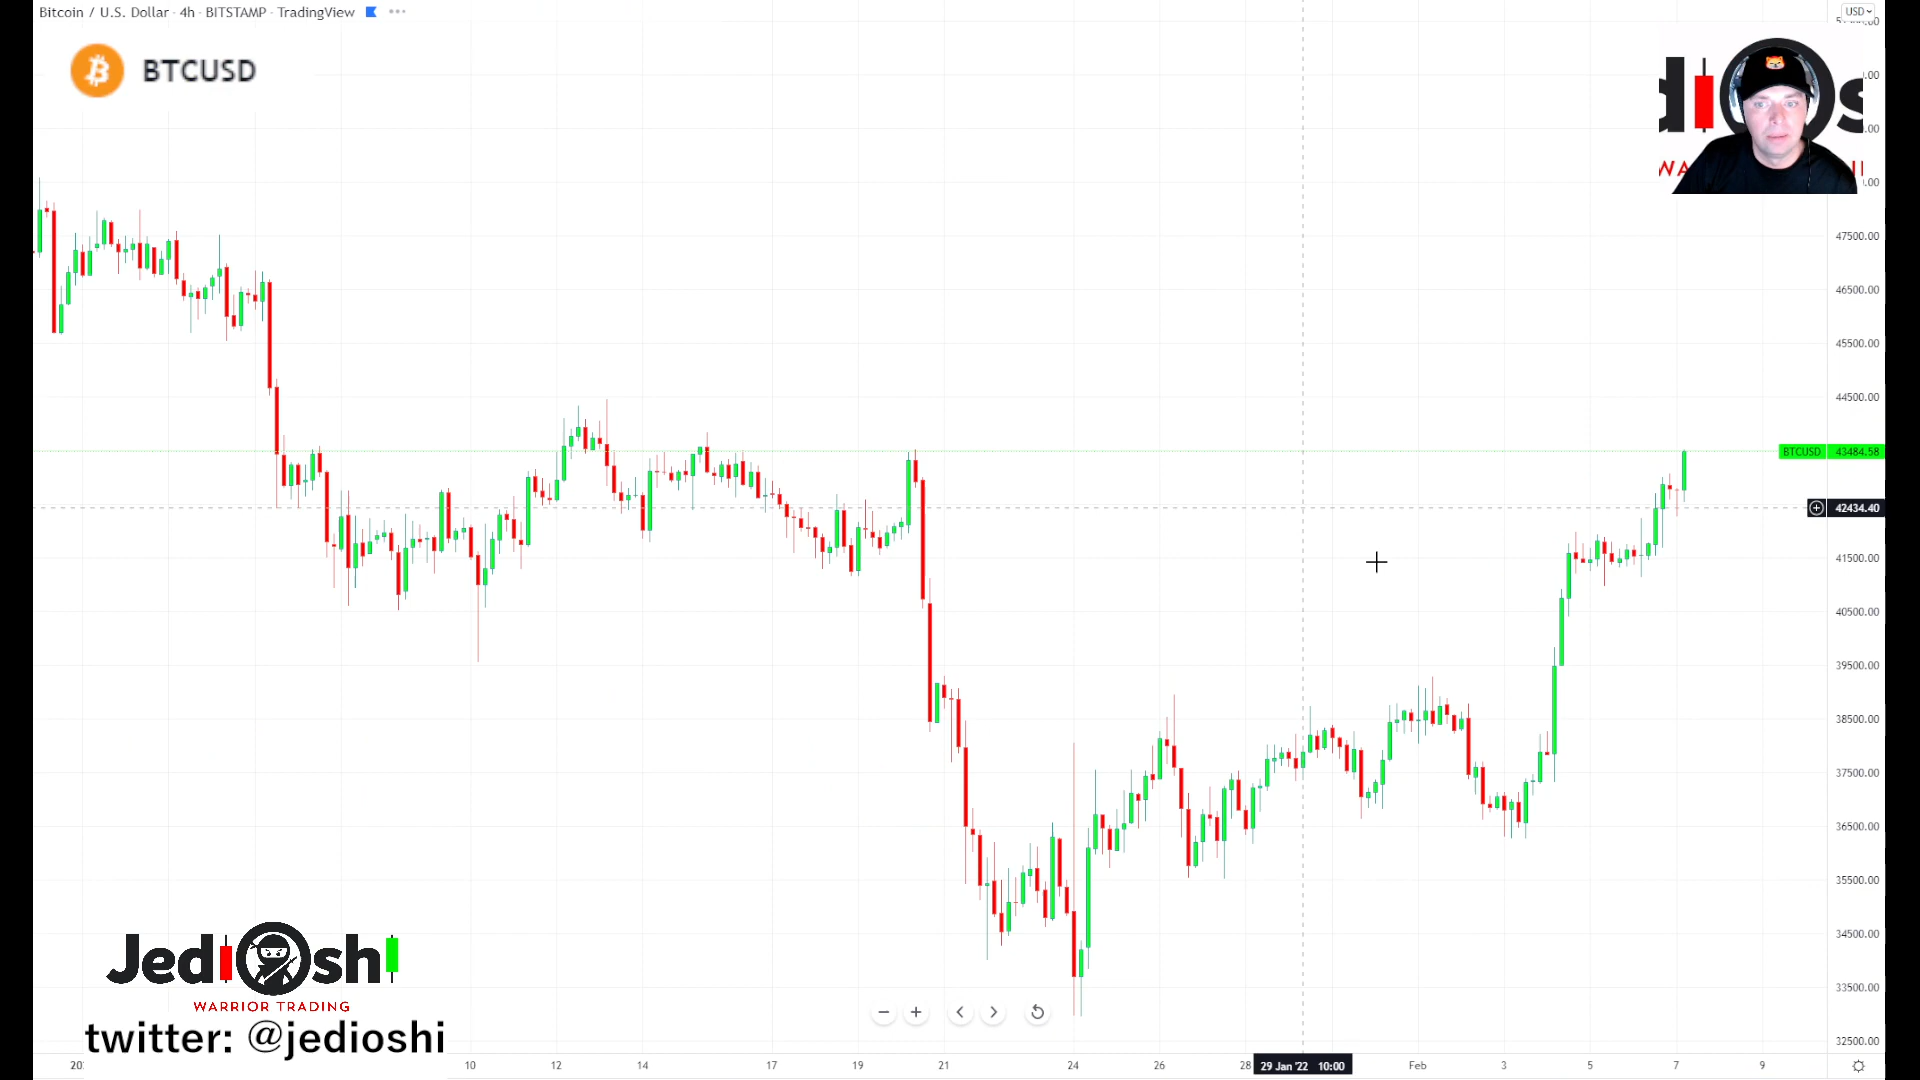 Bitcoin / U.S. Dollar · 4h · BITSTAMP · TradingView
USD
BTCUSD
47500.00
46500.00
45500.00
44500.00
BTCUSD 43484.58
42434.40
41500.00
40500.00
39500.00
38500.00
37500.00
36500.00
35500.00
34500.00
33500.00
32500.00
JediOshi
WARRIOR TRADING
twitter: @jedioshi
10 12 14 17 19 21 24 26 28 29 Jan '22 10:00 Feb 3 5 7 9